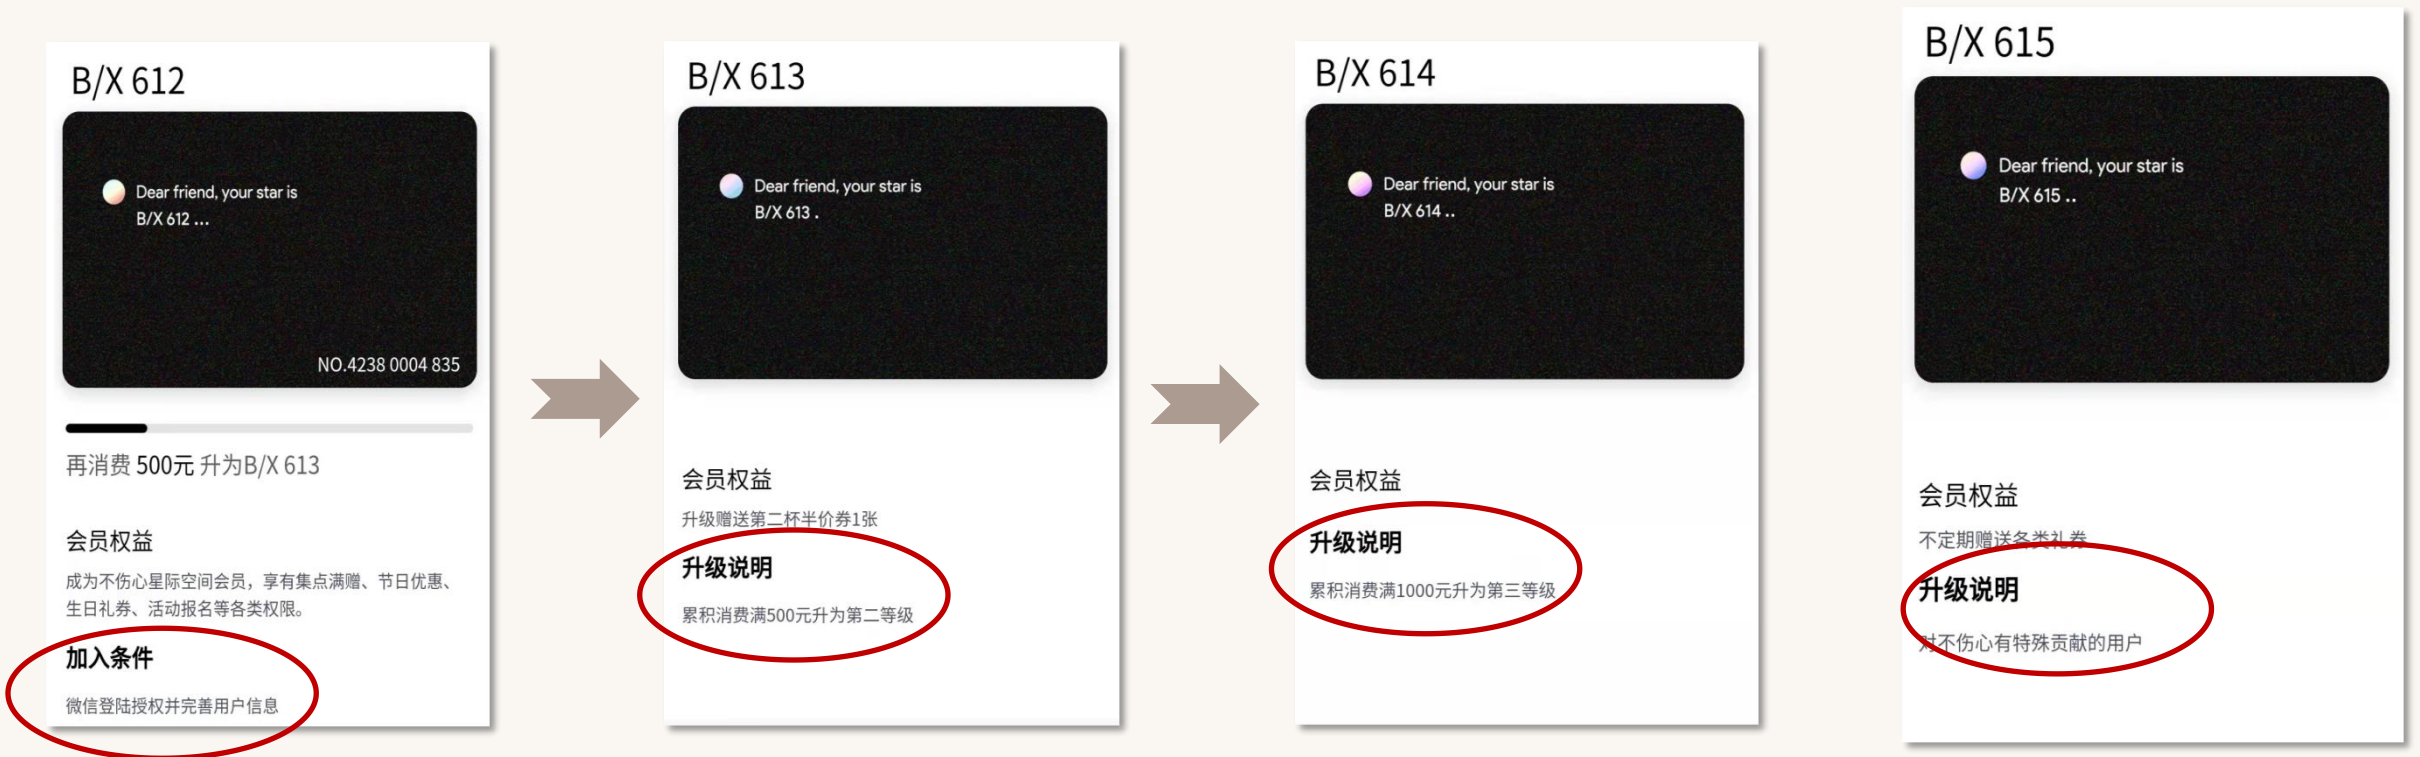 B/X 612
Dear friend, your star is
B/X 612 ...
NO.4238 0004 835
再消费 500元 升为B/X 613
会员权益
成为不伤心星际空间会员，享有集点满赠、节日优惠、
生日礼券、活动报名等各类权限。
加入条件
微信登陆授权并完善用户信息
B/X 613
Dear friend, your star is
B/X 613 .
会员权益
升级赠送第二杯半价券1张
升级说明
累积消费满500元升为第二等级
B/X 614
Dear friend, your star is
B/X 614 ..
会员权益
升级说明
累积消费满1000元升为第三等级
B/X 615
Dear friend, your star is
B/X 615 ..
会员权益
不定期赠送各类礼券
升级说明
对不伤心有特殊贡献的用户